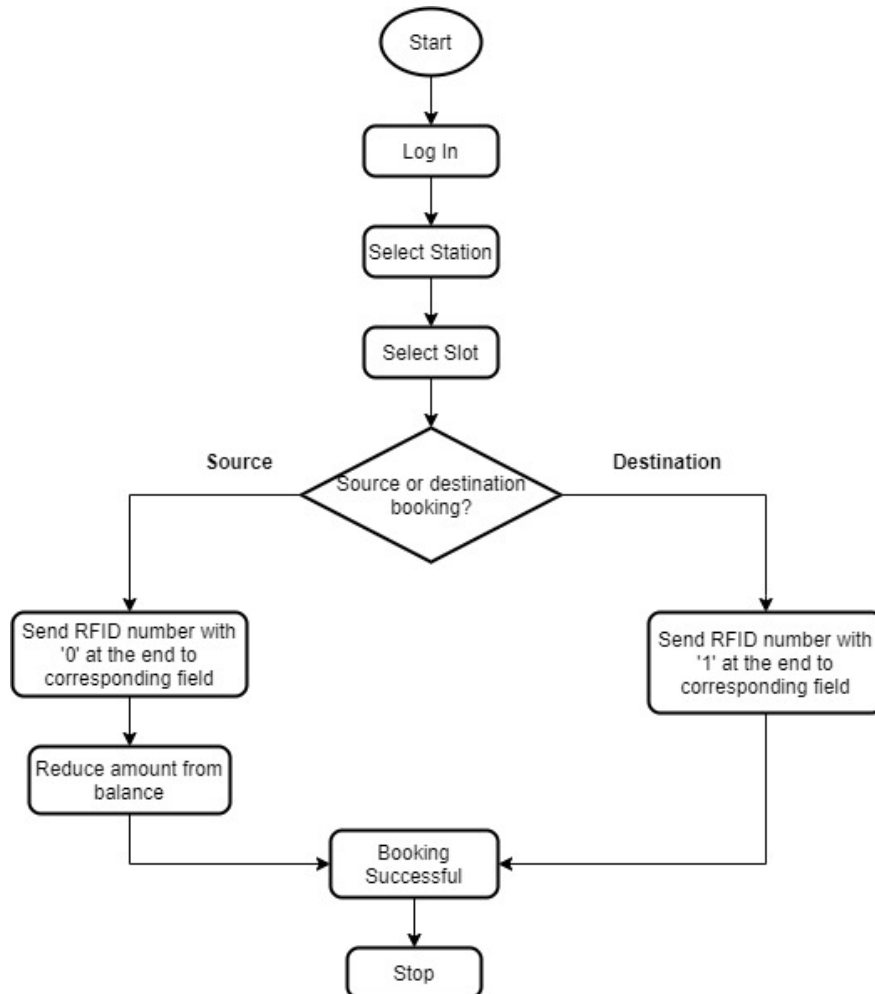 Start
Log In
Select Station
Select Slot
Source
Destination
Source or destination
booking?
Send RFID number with
'0' at the end to
corresponding field
Send RFID number with
'1' at the end to
corresponding field
Reduce amount from
balance
Booking
Successful
Stop